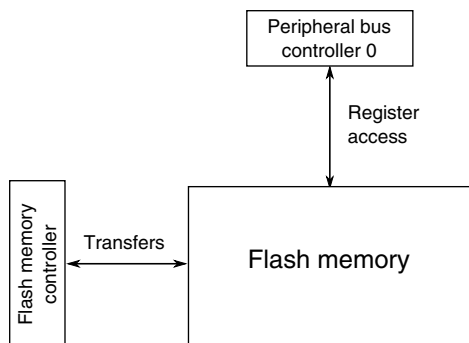 Peripheral bus
controller 0
Register
access
Flash memory
controller
Transfers
Flash memory